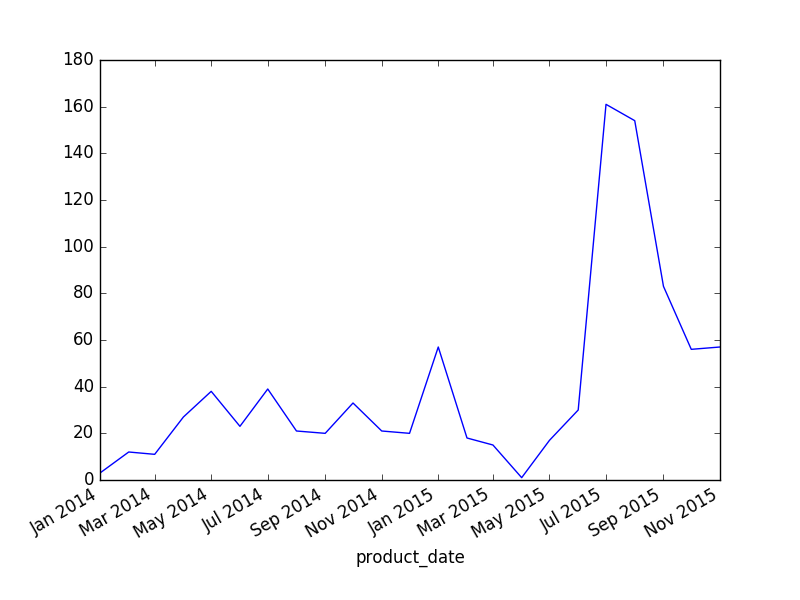 180
160
140
120
100
80
60
40
20
0
Jan 2014
Mar 2014
May 2014
Jul 2014
Sep 2014
Nov 2014
Jan 2015
Mar 2015
May 2015
Jul 2015
Sep 2015
Nov 2015
product_date